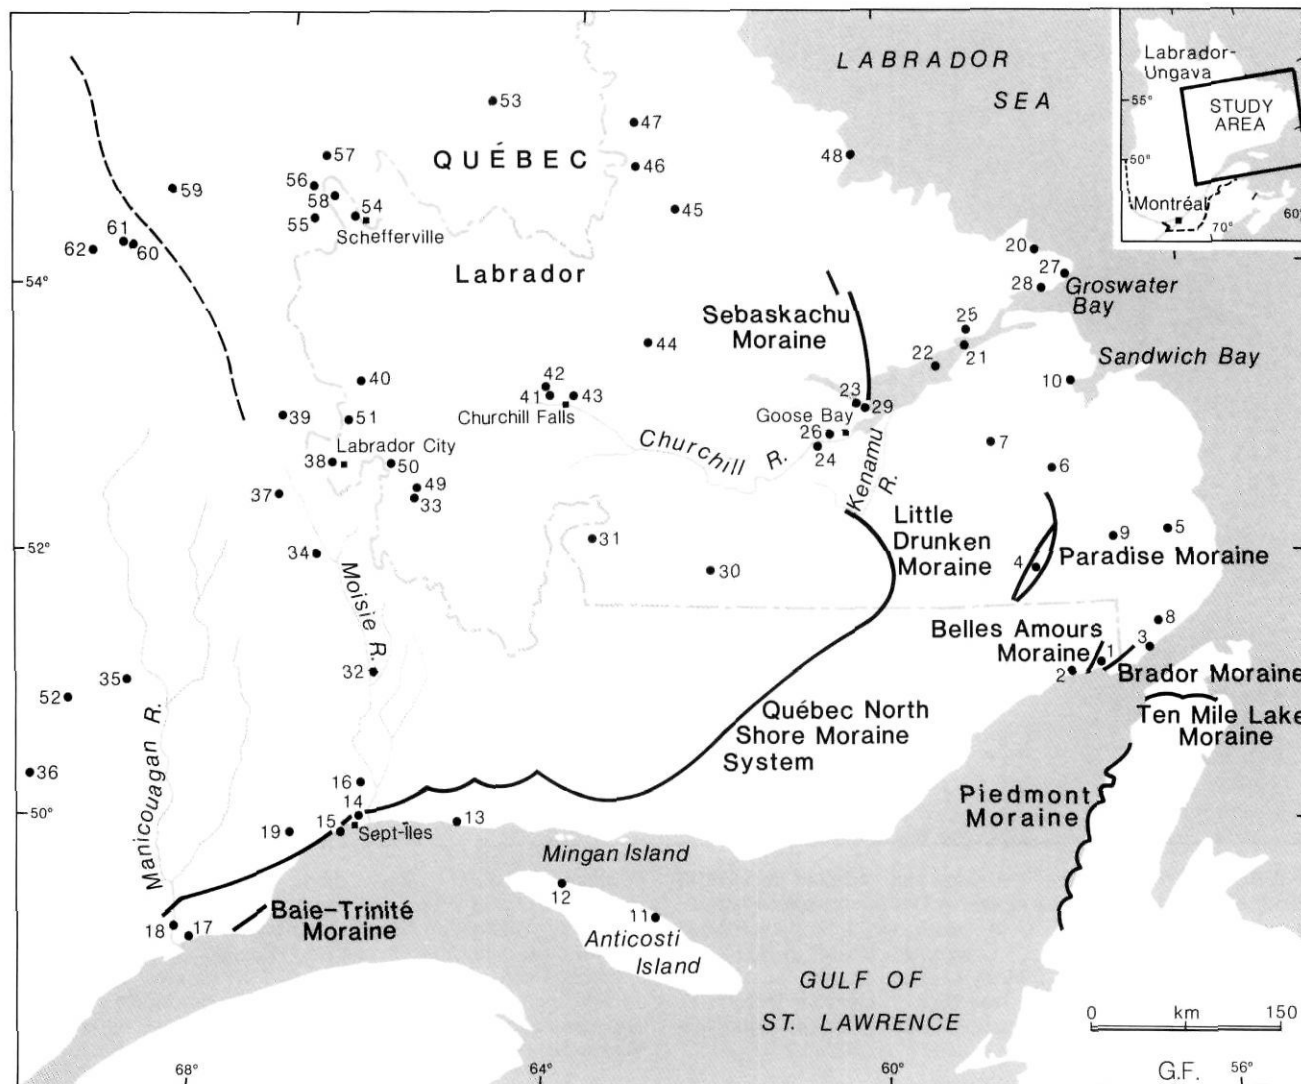 LABRADOR
SEA
Labrador-
Ungava
55°
50°
STUDY
AREA
Montréal
70°
60°
53
47
46
48
45
57
56
58
54
55
59
61
60
62
QUÉBEC
Schefferville
Labrador
54°
Sebaskachu
Moraine
20
27
28
Groswater
Bay
25
21
22
Sandwich Bay
10
44
42
41
43
Churchill Falls
40
39
51
Labrador City
38
50
49
33
37
23
29
Goose Bay
26
24
Churchill R.
Kenamu R.
7
6
52°
34
31
30
Little
Drunken
Moraine
4
9
5
Paradise Moraine
Moisie R.
32
35
52
36
Manicouagan R.
Belles Amours
Moraine
1
2
3
8
Brador Moraine
Ten Mile Lake
Moraine
Québec North
Shore Moraine
System
Piedmont
Moraine
50°
16
14
15
19
Sept-Îles
13
Mingan Island
12
11
Anticosti
Island
18
17
Baie-Trinité
Moraine
GULF OF
ST. LAWRENCE
0 km 150
G.F.
68°
64°
60°
56°